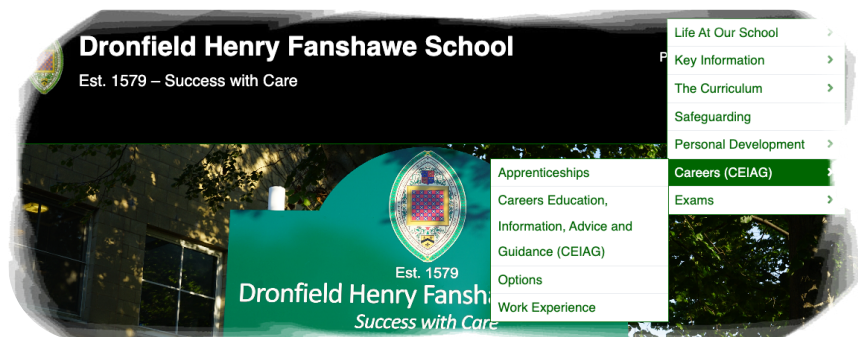 Dronfield Henry Fanshawe School
Est. 1579 – Success with Care
P
Life At Our School
Key Information
The Curriculum
Safeguarding
Personal Development
Careers (CEIAG)
Exams
Apprenticeships
Careers Education,
Information, Advice and
Guidance (CEIAG)
Options
Work Experience
Est. 1579
Dronfield Henry Fansh
Success with Care